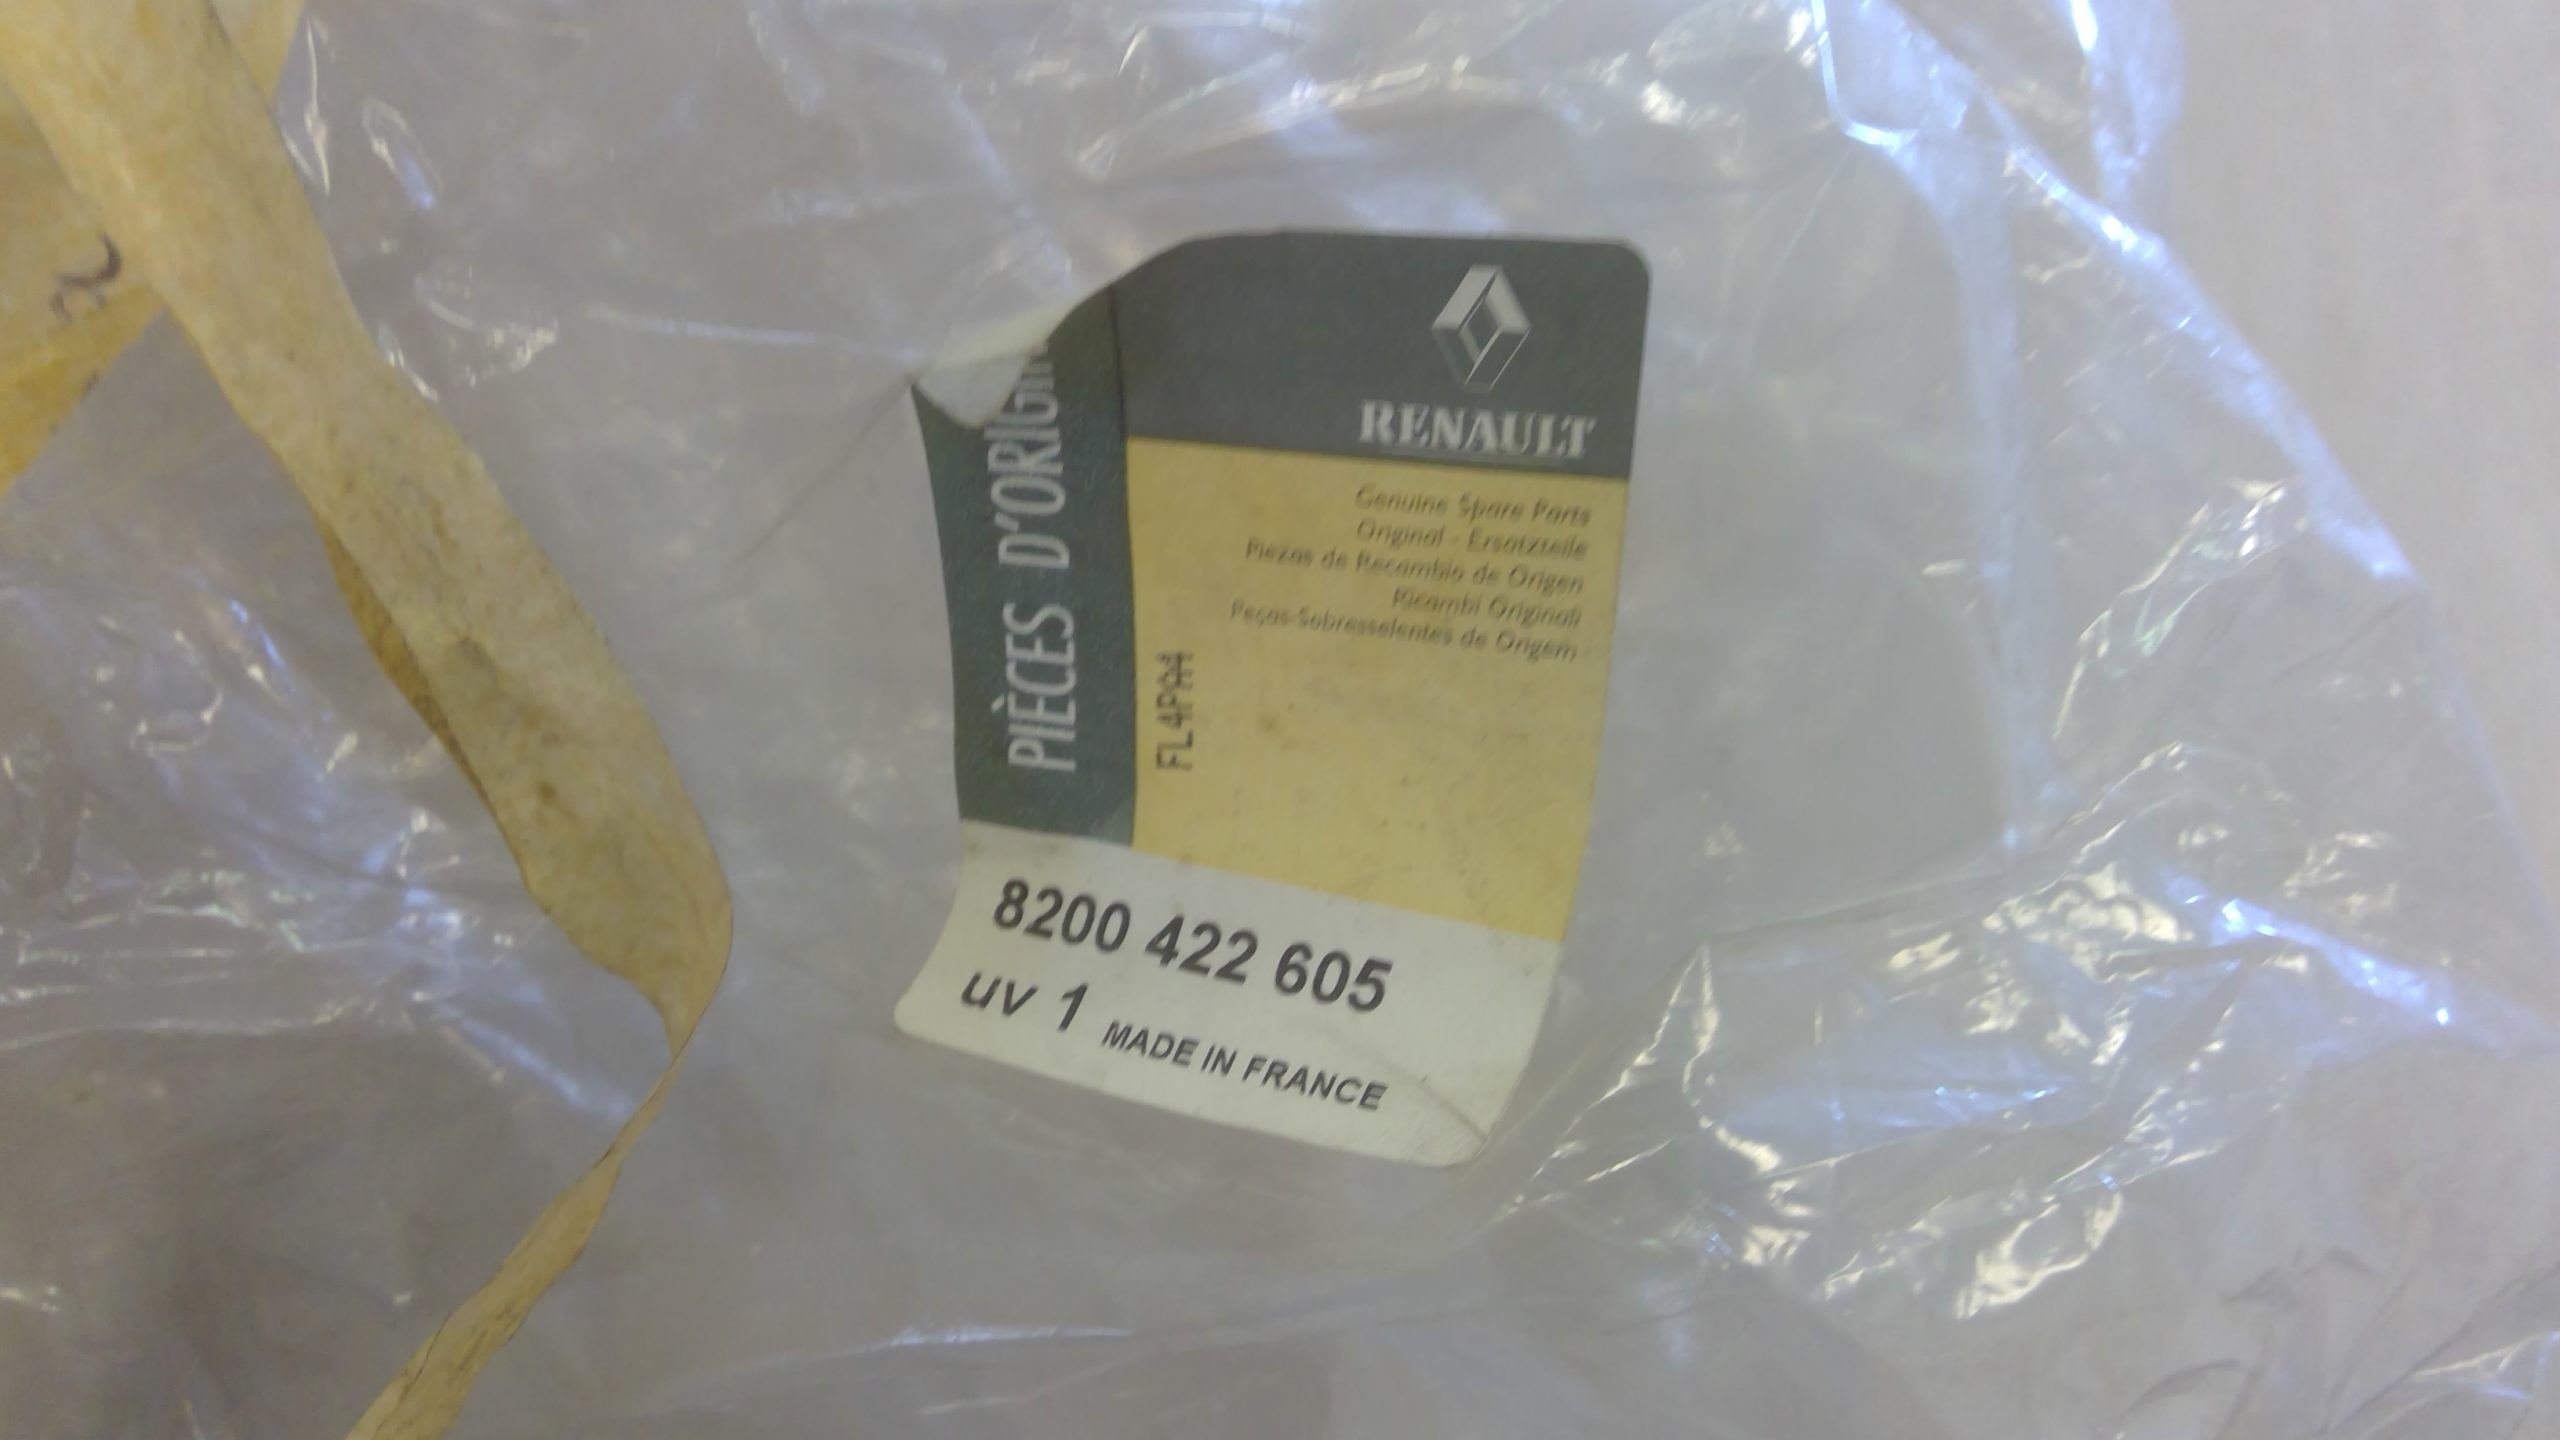 RENAULT
PIÈCES D'ORIGINE
Genuine Spare Parts
Original - Ersatzteile
Piezas de Recambio de Origen
Ricambi Originali
Peças-Sobresselentes de Origem
FL4PAA
8200 422 605
uv 1 MADE IN FRANCE